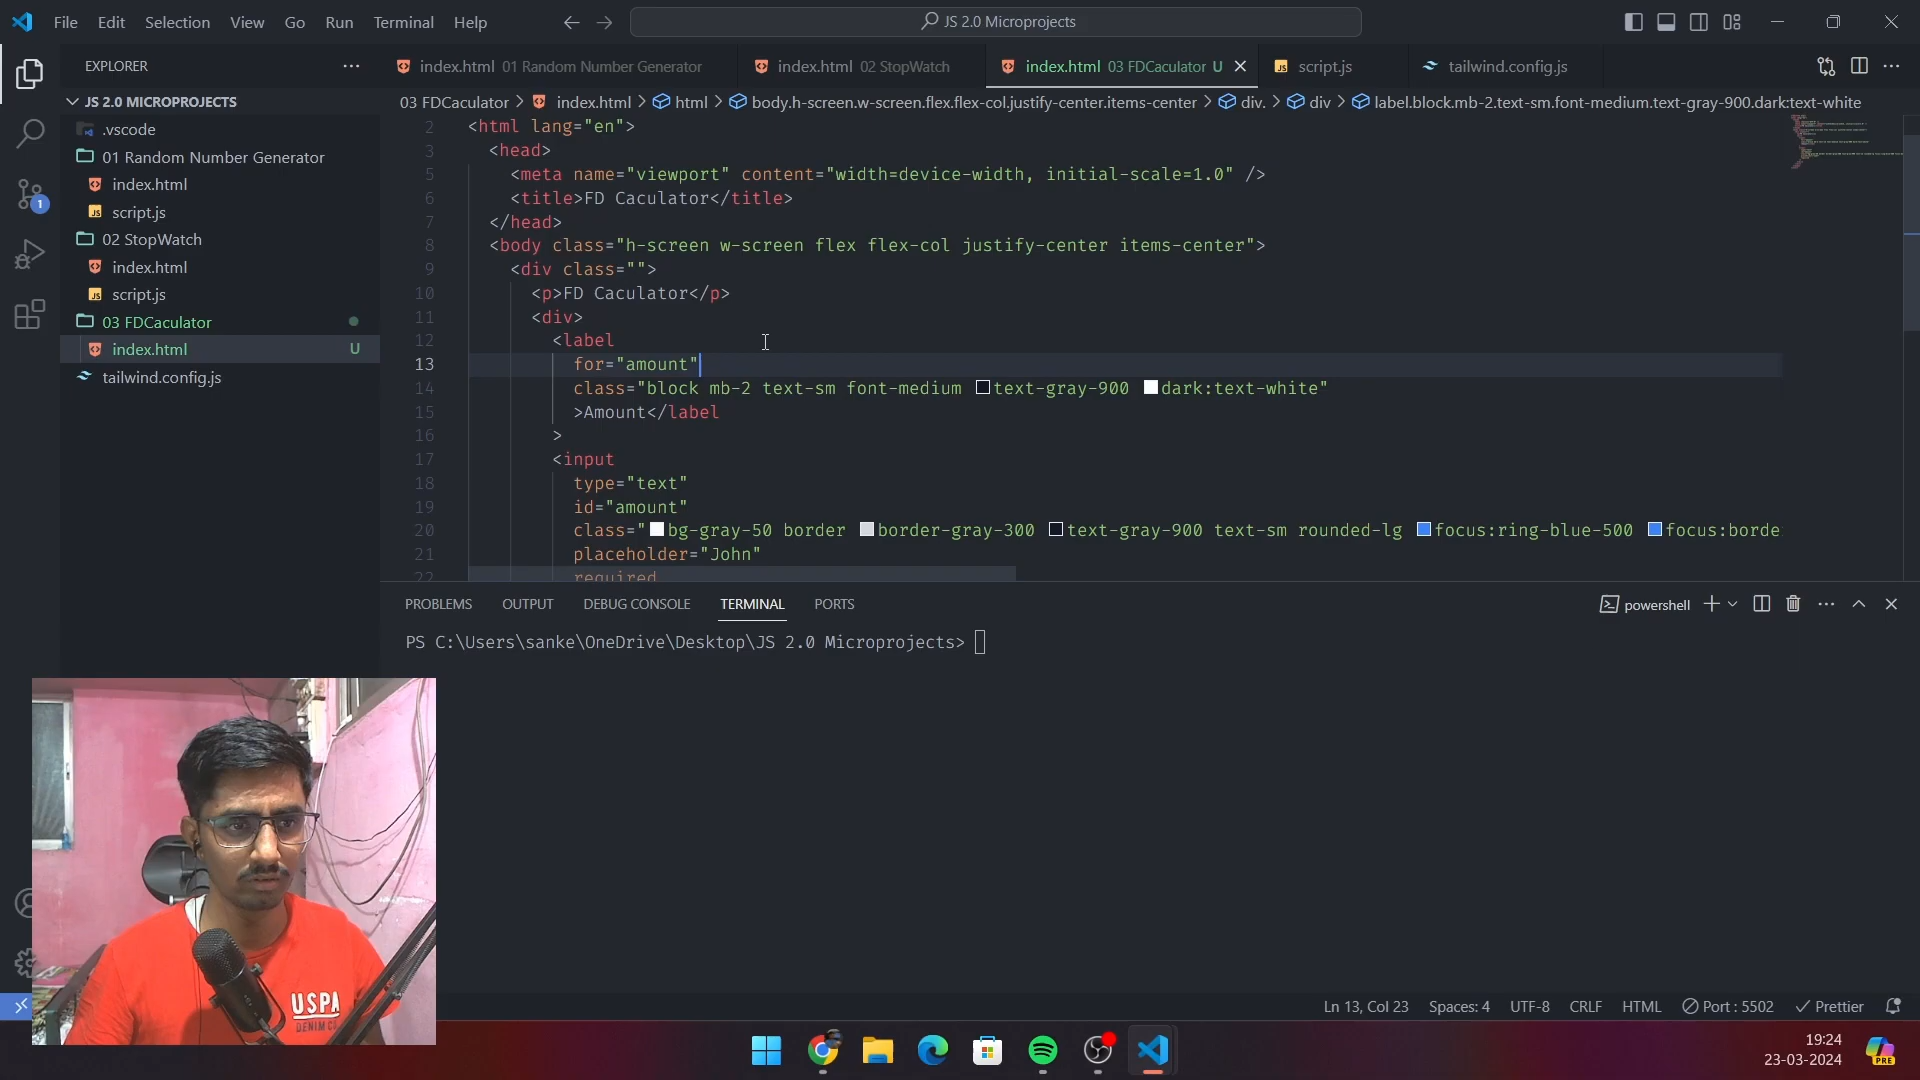 File Edit Selection View Go Run Terminal Help
JS 2.0 Microprojects
EXPLORER
index.html 01 Random Number Generator
index.html 02 StopWatch
index.html 03 FDCaculator U
script.js
tailwind.config.js
JS 2.0 MICROPROJECTS
.vscode
01 Random Number Generator
index.html
script.js
02 StopWatch
index.html
script.js
03 FDCaculator
index.html U
tailwind.config.js
1
03 FDCaculator > index.html > html > body.h-screen.w-screen.flex.flex-col.justify-center.items-center > div. > div > label.block.mb-2.text-sm.font-medium.text-gray-900.dark:text-white
2 <html lang="en">
3 <head>
5 <meta name="viewport" content="width=device-width, initial-scale=1.0" />
6 <title>FD Caculator</title>
7 </head>
8 <body class="h-screen w-screen flex flex-col justify-center items-center">
9 <div class="">
10 <p>FD Caculator</p>
11 <div>
12 <label
13 for="amount"
14 class="block mb-2 text-sm font-medium text-gray-900 dark:text-white"
15 >Amount</label
16 >
17 <input
18 type="text"
19 id="amount"
20 class="bg-gray-50 border border-gray-300 text-gray-900 text-sm rounded-lg focus:ring-blue-500 focus:borde
21 placeholder="John"
22 required
PROBLEMS OUTPUT DEBUG CONSOLE TERMINAL PORTS
powershell
PS C:\Users\sanke\OneDrive\Desktop\JS 2.0 Microprojects>
USPA
DENIM CO.
Ln 13, Col 23 Spaces: 4 UTF-8 CRLF HTML Port : 5502 Prettier
19:24
23-03-2024
PRE